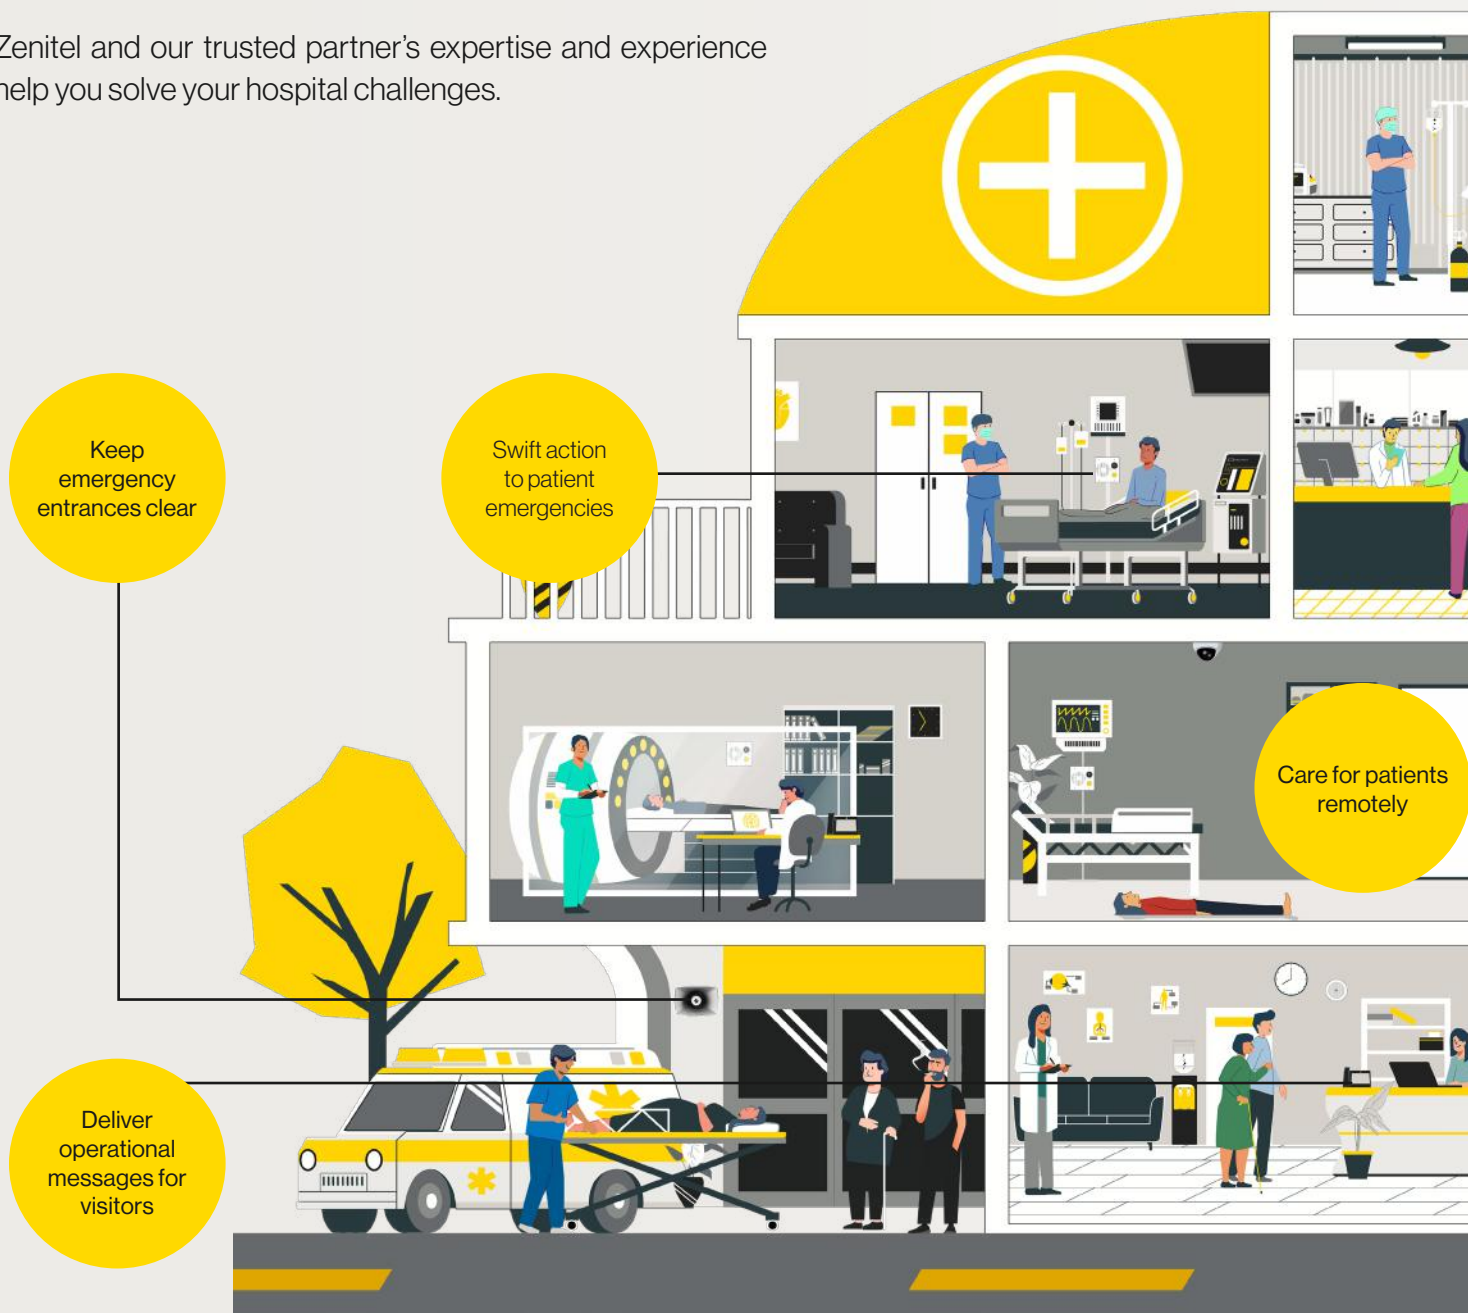 Zenitel and our trusted partner's expertise and experience
help you solve your hospital challenges.
Keep
emergency
entrances clear
Swift action
to patient
emergencies
Care for patients
remotely
Deliver
operational
messages for
visitors